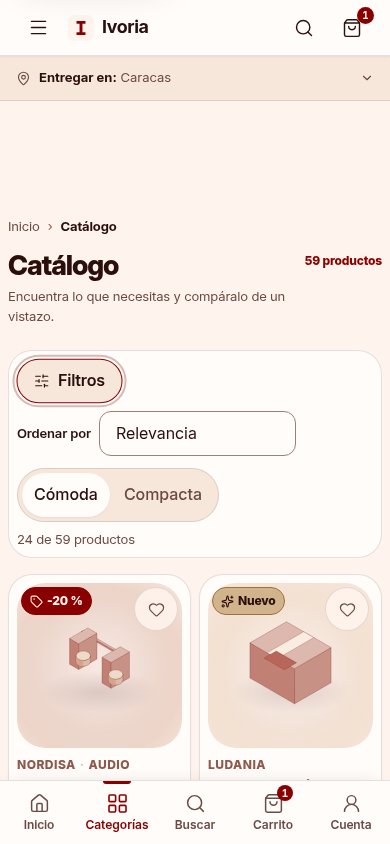 I Ivoria 1
Entregar en: Caracas
Inicio › Catálogo
Catálogo
59 productos
Encuentra lo que necesitas y compáralo de un
vistazo.
Filtros
Ordenar por Relevancia
Cómoda Compacta
24 de 59 productos
-20 % Nuevo
NORDISA · AUDIO LUDANIA
1
Inicio Categorías Buscar Carrito Cuenta